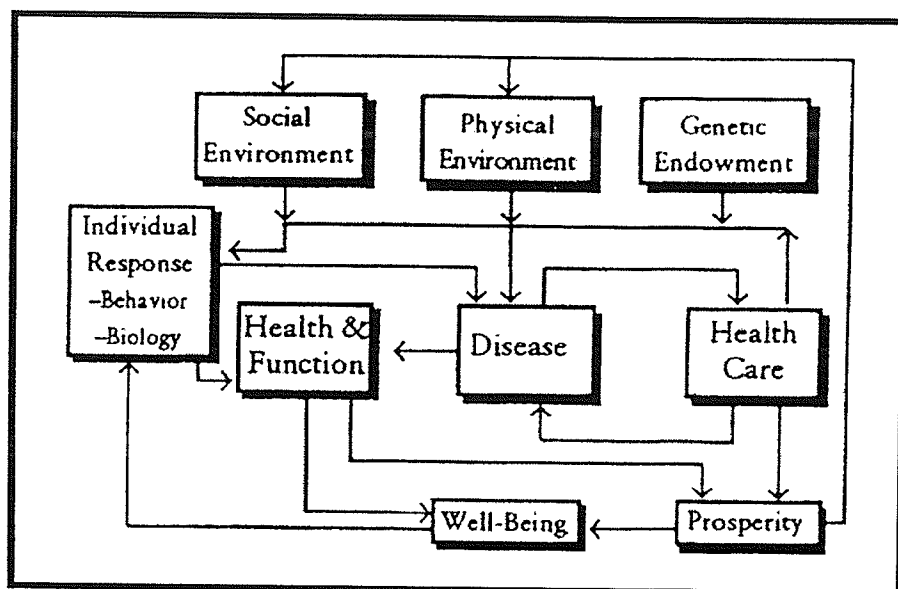 Social
Environment
Physical
Environment
Genetic
Endowment
Individual
Response
–Behavior
–Biology
Health &
Function
Disease
Health
Care
Well-Being
Prosperity